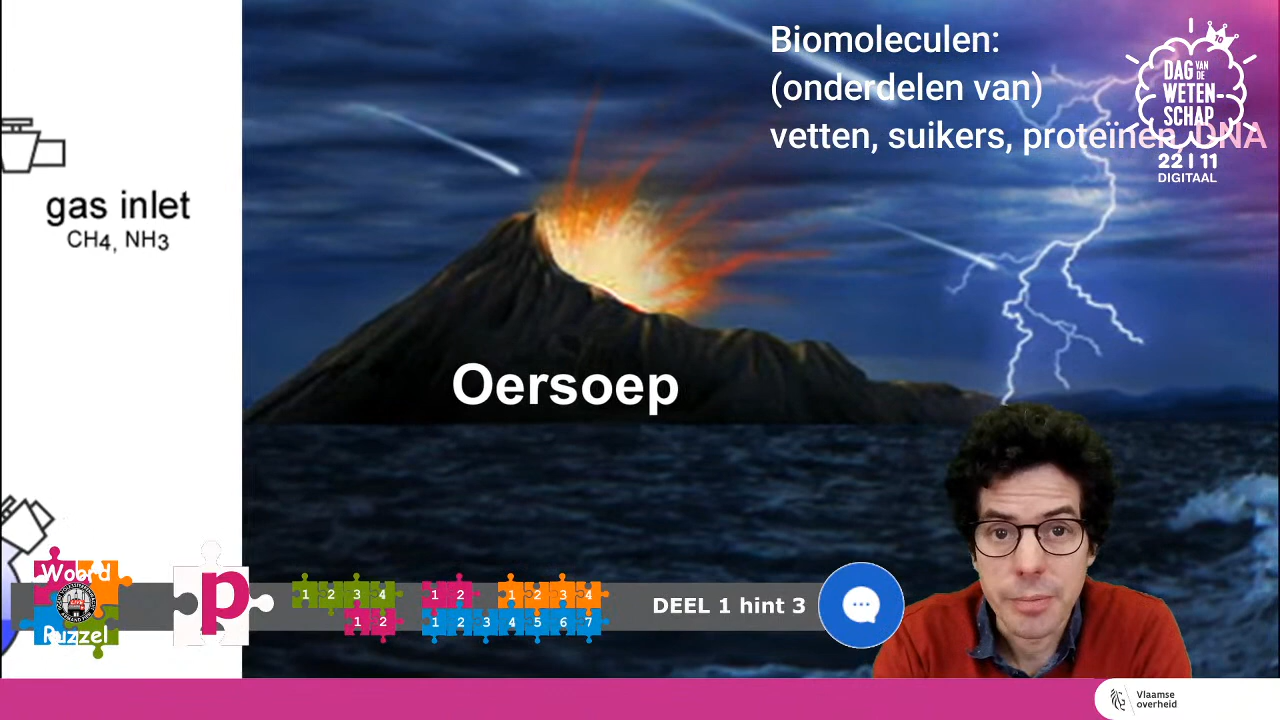 Biomoleculen:
(onderdelen van)
vetten, suikers, proteïnen, DNA
DAG VAN DE
WETEN-
SCHAP
10
22 | 11
DIGITAAL
gas inlet
CH4, NH3
Oersoep
Woord
Puzzel
p
1 2 3 4
1 2
1 2
1 2 3 4
1 2 3 4 5 6 7
DEEL 1 hint 3
Vlaamse
overheid